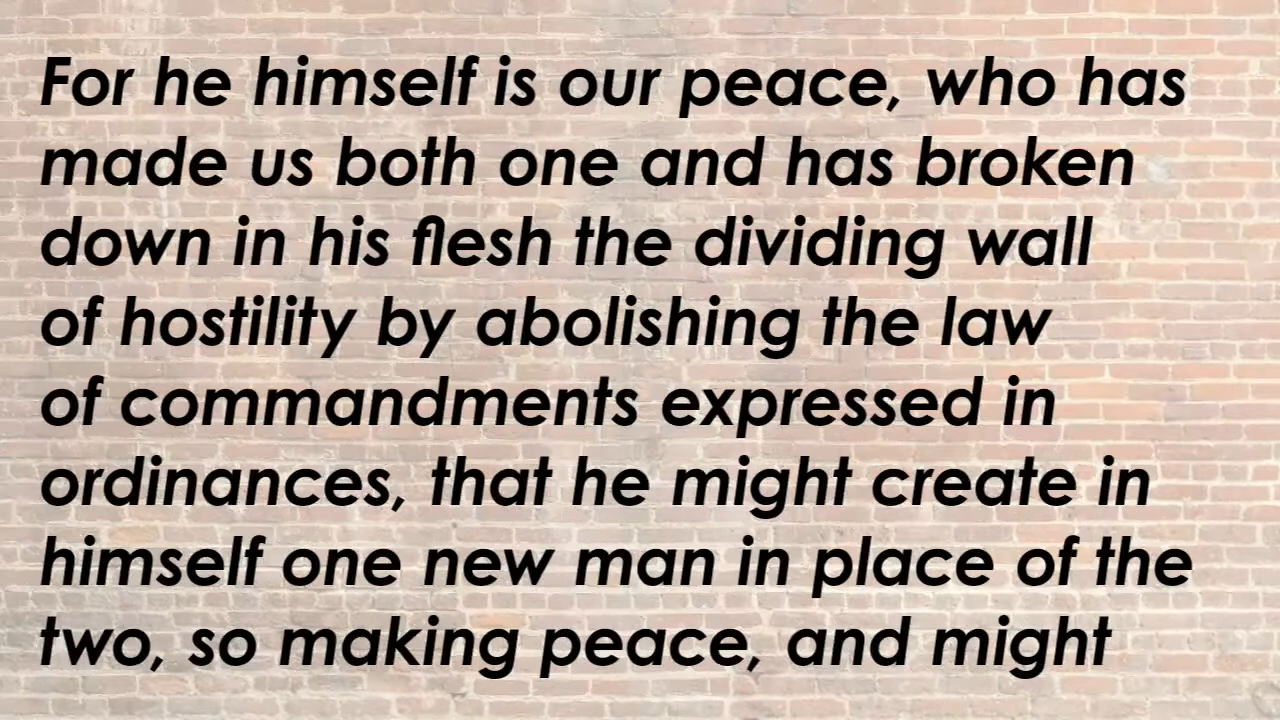 For he himself is our peace, who has
made us both one and has broken
down in his flesh the dividing wall
of hostility by abolishing the law
of commandments expressed in
ordinances, that he might create in
himself one new man in place of the
two, so making peace, and might